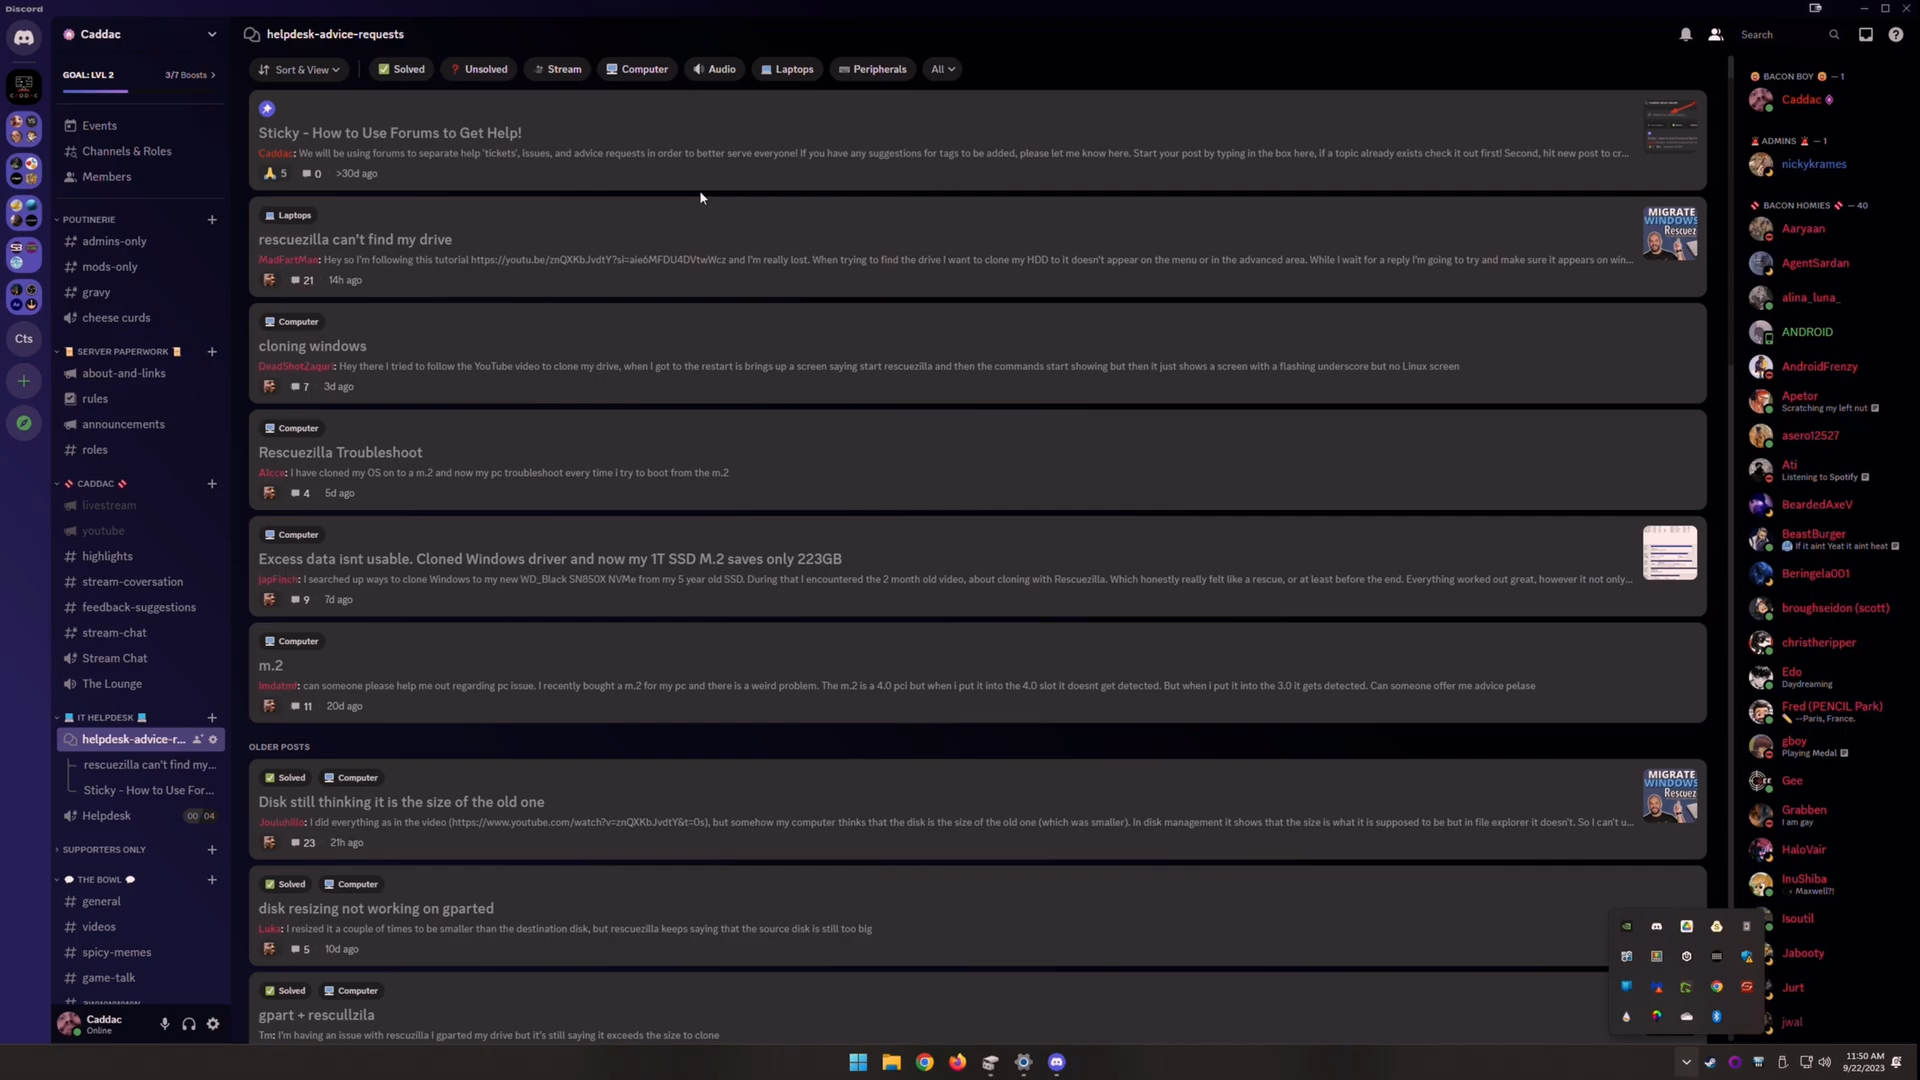 Discord
Caddac
GOAL: LVL 2
3/7 Boosts
Events
Channels & Roles
Members
POUTINERIE
admins-only
mods-only
gravy
cheese curds
Cts
SERVER PAPERWORK
about-and-links
rules
announcements
roles
CADDAC
livestream
youtube
highlights
stream-coversation
feedback-suggestions
stream-chat
Stream Chat
The Lounge
IT HELPDESK
helpdesk-advice-r...
rescuezilla can't find my...
Sticky - How to Use For...
Helpdesk
00 04
SUPPORTERS ONLY
THE BOWL
general
videos
spicy-memes
game-talk
Caddac
Online
helpdesk-advice-requests
Search
Sort & View
Solved
Unsolved
Stream
Computer
Audio
Laptops
Peripherals
All
Sticky - How to Use Forums to Get Help!
Caddac: We will be using forums to separate help 'tickets', issues, and advice requests in order to better serve everyone! If you have any suggestions for tags to be added, please let me know here. Start your post by typing in the box here, if a topic already exists check it out first! Second, hit new post to cr...
5 0 >30d ago
Laptops
rescuezilla can't find my drive
MadFartMan: Hey so I'm following this tutorial https://youtu.be/znQXKbJvdtY?si=aie6MFDU4DVtwWcz and I'm really lost. When trying to find the drive I want to clone my HDD to it doesn't appear on the menu or in the advanced area. While I wait for a reply I'm going to try and make sure it appears on win...
21 14h ago
MIGRATE
WINDOWS
Rescuez
Computer
cloning windows
DeadShotZaquri: Hey there I tried to follow the YouTube video to clone my drive, when I got to the restart is brings up a screen saying start rescuezilla and then the commands start showing but then it just shows a screen with a flashing underscore but no Linux screen
7 3d ago
Computer
Rescuezilla Troubleshoot
A1cce: I have cloned my OS on to a m.2 and now my pc troubleshoot every time i try to boot from the m.2
4 5d ago
Computer
Excess data isnt usable. Cloned Windows driver and now my 1T SSD M.2 saves only 223GB
japFinch: I searched up ways to clone Windows to my new WD_Black SN850X NVMe from my 5 year old SSD. During that I encountered the 2 month old video, about cloning with Rescuezilla. Which honestly really felt like a rescue, or at least before the end. Everything worked out great, however it not only...
9 7d ago
Computer
m.2
imdatmf: can someone please help me out regarding pc issue. I recently bought a m.2 for my pc and there is a weird problem. The m.2 is a 4.0 pci but when i put it into the 4.0 slot it doesnt get detected. But when i put it into the 3.0 it gets detected. Can someone offer me advice pelase
11 20d ago
OLDER POSTS
Solved Computer
Disk still thinking it is the size of the old one
Jouluhillo: I did everything as in the video (https://www.youtube.com/watch?v=znQXKbJvdtY&t=0s), but somehow my computer thinks that the disk is the size of the old one (which was smaller). In disk management it shows that the size is what it is supposed to be but in file explorer it doesn't. So I can't u...
23 21h ago
MIGRATE
WINDOWS
Rescuez
Solved Computer
disk resizing not working on gparted
Luka: I resized it a couple of times to be smaller than the destination disk, but rescuezilla keeps saying that the source disk is still too big
5 10d ago
Solved Computer
gpart + rescullzila
Tm: I'm having an issue with rescuzilla I gparted my drive but it's still saying it exceeds the size to clone
BACON BOY — 1
Caddac
ADMINS — 1
nickykrames
BACON HOMIES — 40
Aaryaan
AgentSardan
alina_luna_
ANDROID
AndroidFrenzy
Apetor
Scratching my left nut
asero12527
Ati
Listening to Spotify
BeardedAxeV
BeastBurger
If it aint Yeat it aint heat
Beringela001
broughseidon (scott)
christheripper
Edo
Daydreaming
Fred (PENCIL Park)
--Paris, France.
gboy
Playing Medal
Gee
Grabben
I am gay
HaloVair
InuShiba
Maxwell?!
Isoutil
Jabooty
Jurt
jwal
11:50 AM
9/22/2023